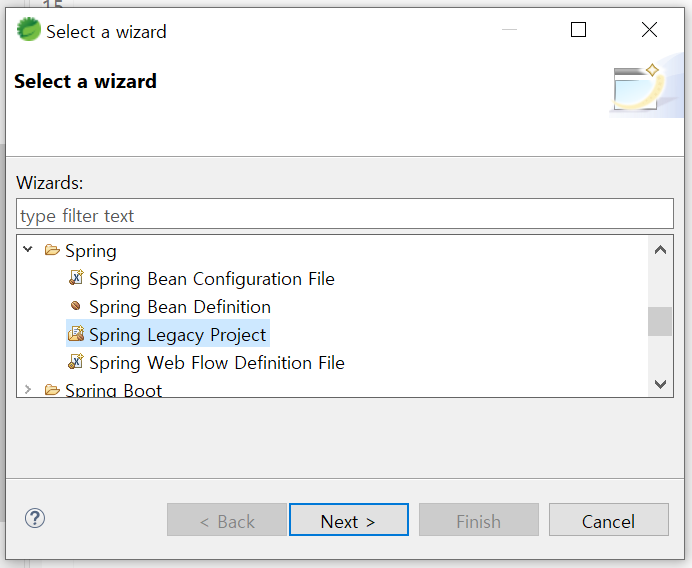 15
Select a wizard
Select a wizard
Wizards:
type filter text
Spring
Spring Bean Configuration File
Spring Bean Definition
Spring Legacy Project
Spring Web Flow Definition File
Spring Boot
?
< Back
Next >
Finish
Cancel